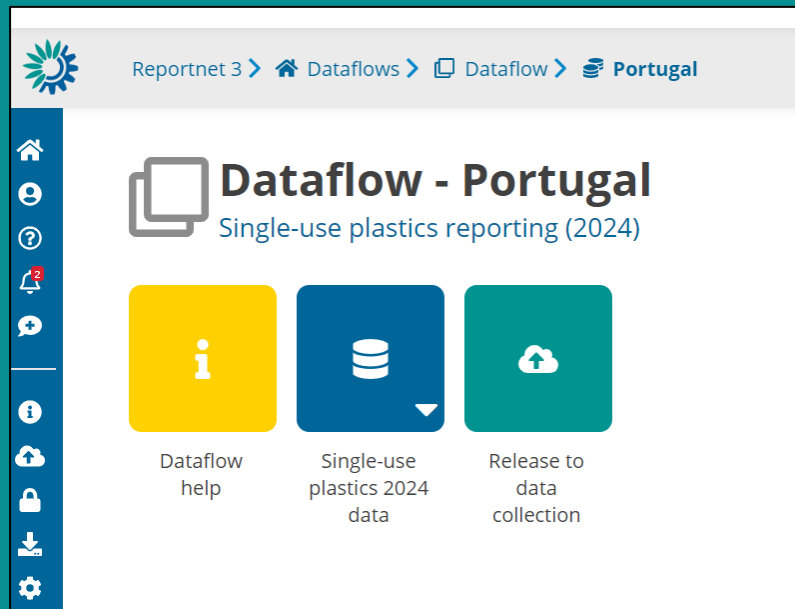 Reportnet 3 Dataflows Dataflow Portugal
Dataflow - Portugal
Single-use plastics reporting (2024)
2
Dataflow
help
Single-use
plastics 2024
data
Release to
data
collection